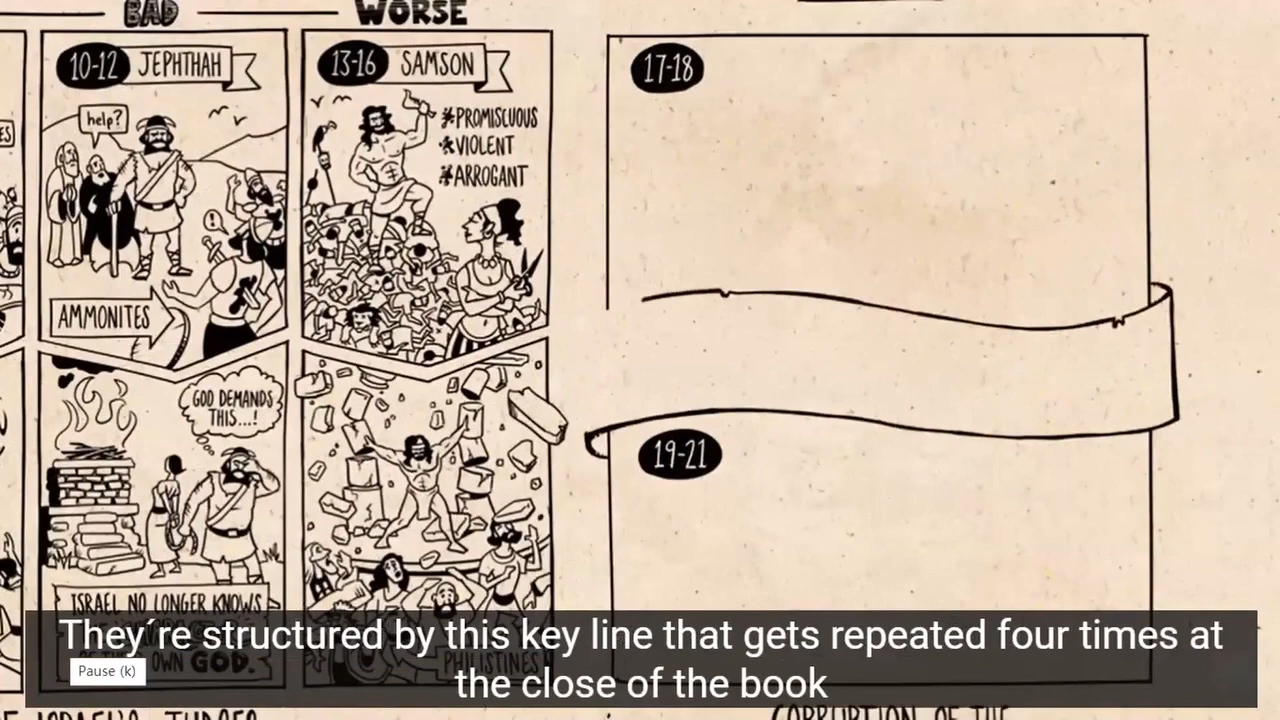 BAD
WORSE
10-12 JEPHTHAH
help?
!
AMMONITES
GOD DEMANDS
THIS...!
ISRAEL NO LONGER KNOWS
OWN GOD.
13-16 SAMSON
*PROMISCUOUS
*VIOLENT
*ARROGANT
PHILISTINES
17-18
19-21
They´re structured by this key line that gets repeated four times at
the close of the book
Pause (k)
CORRUPTION OF THE